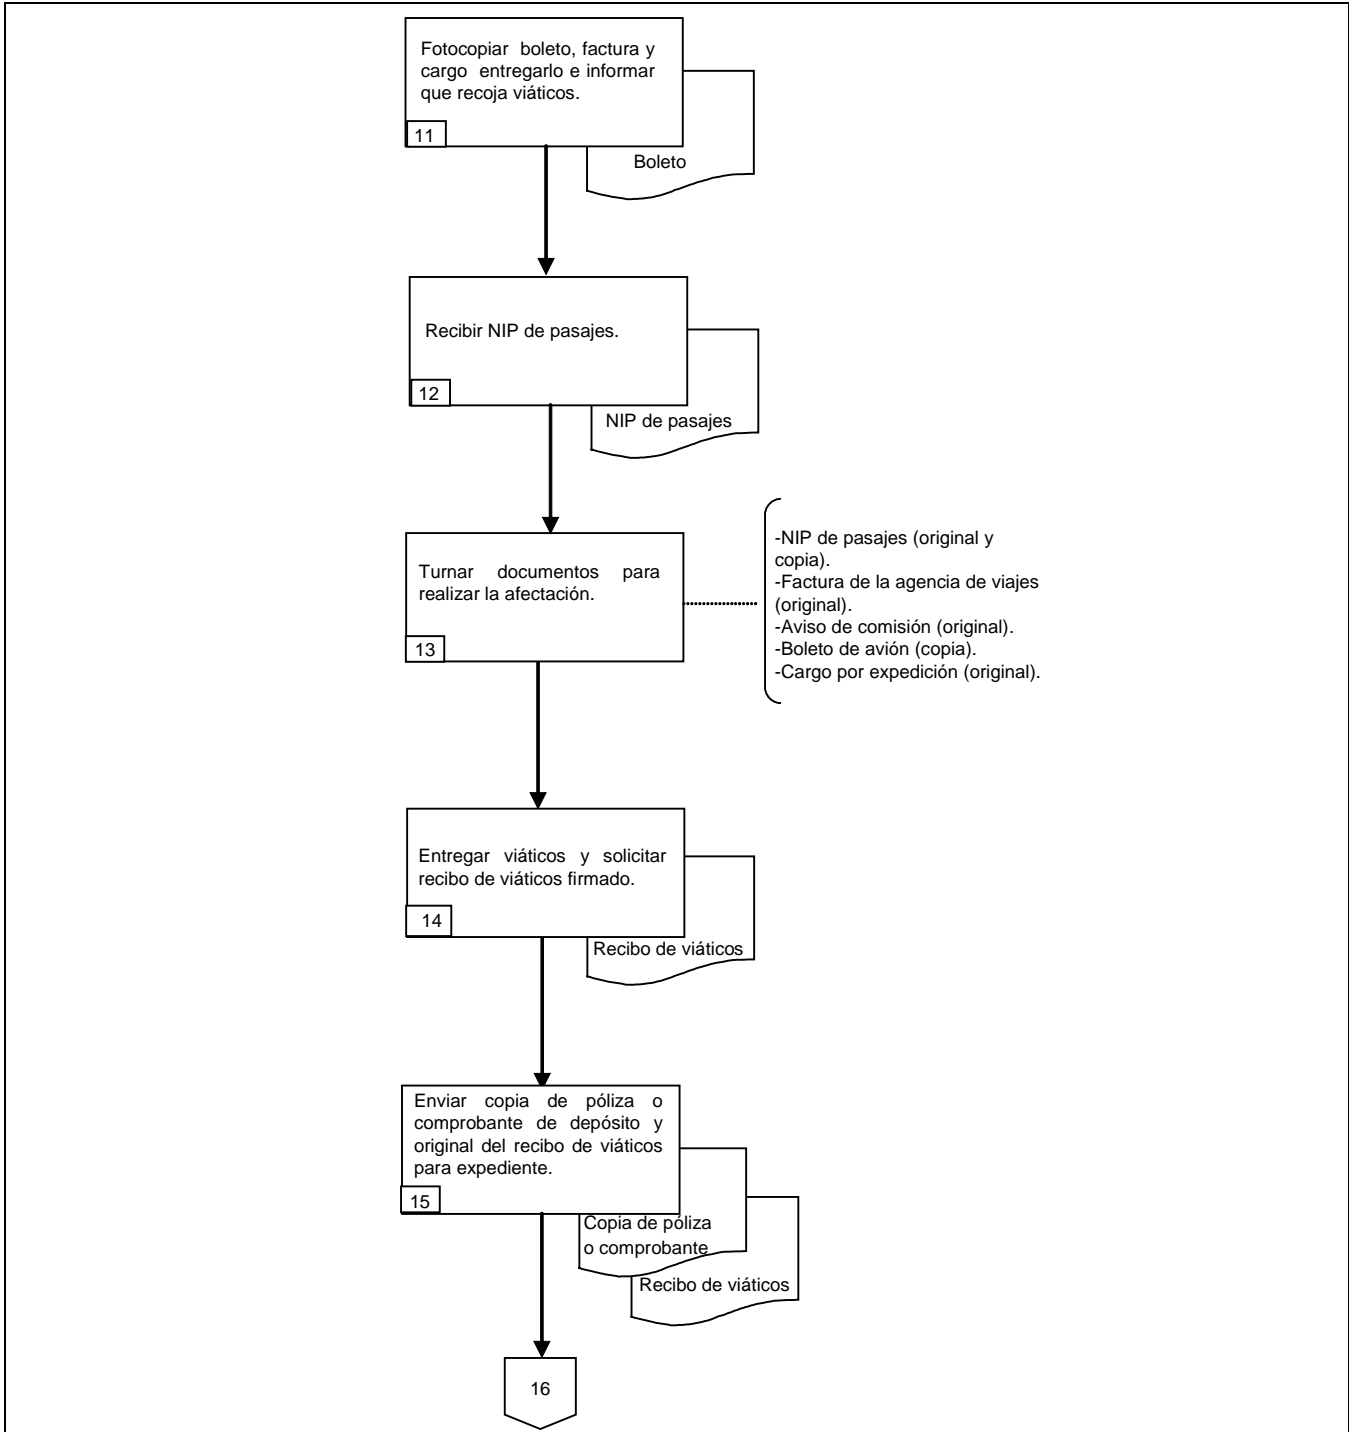 Fotocopiar boleto, factura y
cargo entregarlo e informar
que recoja viáticos.
11
Boleto
Recibir NIP de pasajes.
12
NIP de pasajes
Turnar documentos para
realizar la afectación.
13
-NIP de pasajes (original y
copia).
-Factura de la agencia de viajes
(original).
-Aviso de comisión (original).
-Boleto de avión (copia).
-Cargo por expedición (original).
Entregar viáticos y solicitar
recibo de viáticos firmado.
14
Recibo de viáticos
Enviar copia de póliza o
comprobante de depósito y
original del recibo de viáticos
para expediente.
15
Copia de póliza
o comprobante
Recibo de viáticos
16